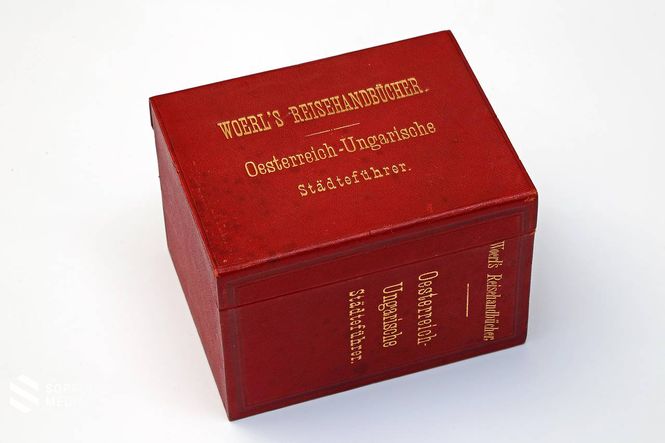 WOERL'S REISEHANDBÜCHER.
Oesterreich-Ungarische
Städteführer.
Woerl's Reisehandbücher.
Oesterreich-
Ungarische
Städteführer.